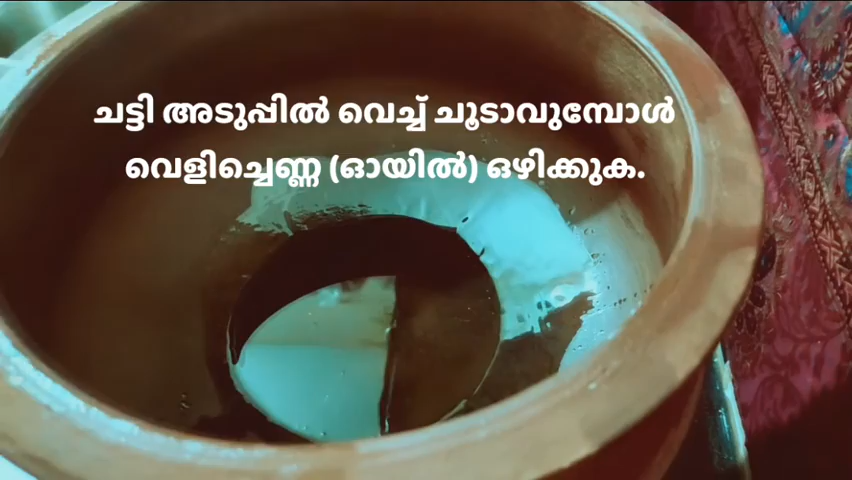 ചട്ടി അടുപ്പിൽ വെച്ച് ചൂടാവുമ്പോൾ
വെളിച്ചെണ്ണ (ഓയിൽ) ഒഴിക്കുക.